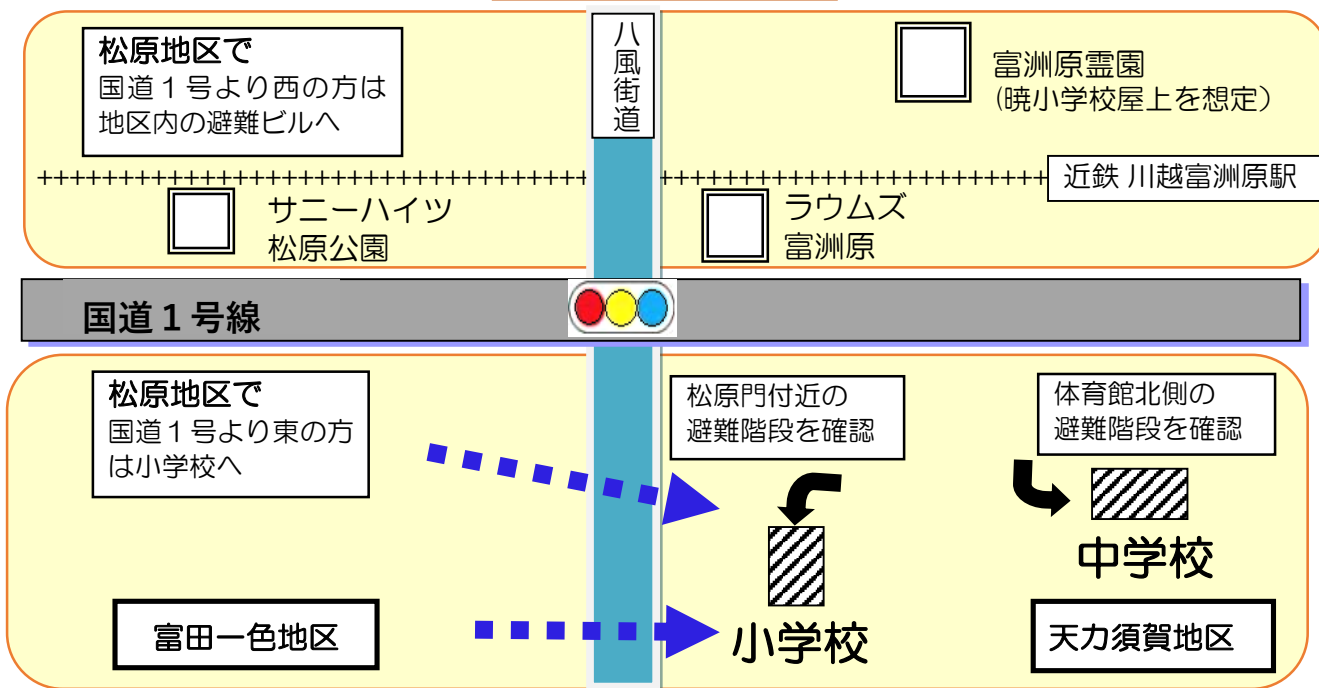 松原地区で
国道１号より西の方は
地区内の避難ビルへ
八風街道
富洲原霊園
(暁小学校屋上を想定）
近鉄 川越富洲原駅
サニーハイツ
松原公園
ラウムズ
富洲原
国道１号線
松原地区で
国道１号より東の方
は小学校へ
松原門付近の
避難階段を確認
体育館北側の
避難階段を確認
中学校
富田一色地区
小学校
天力須賀地区